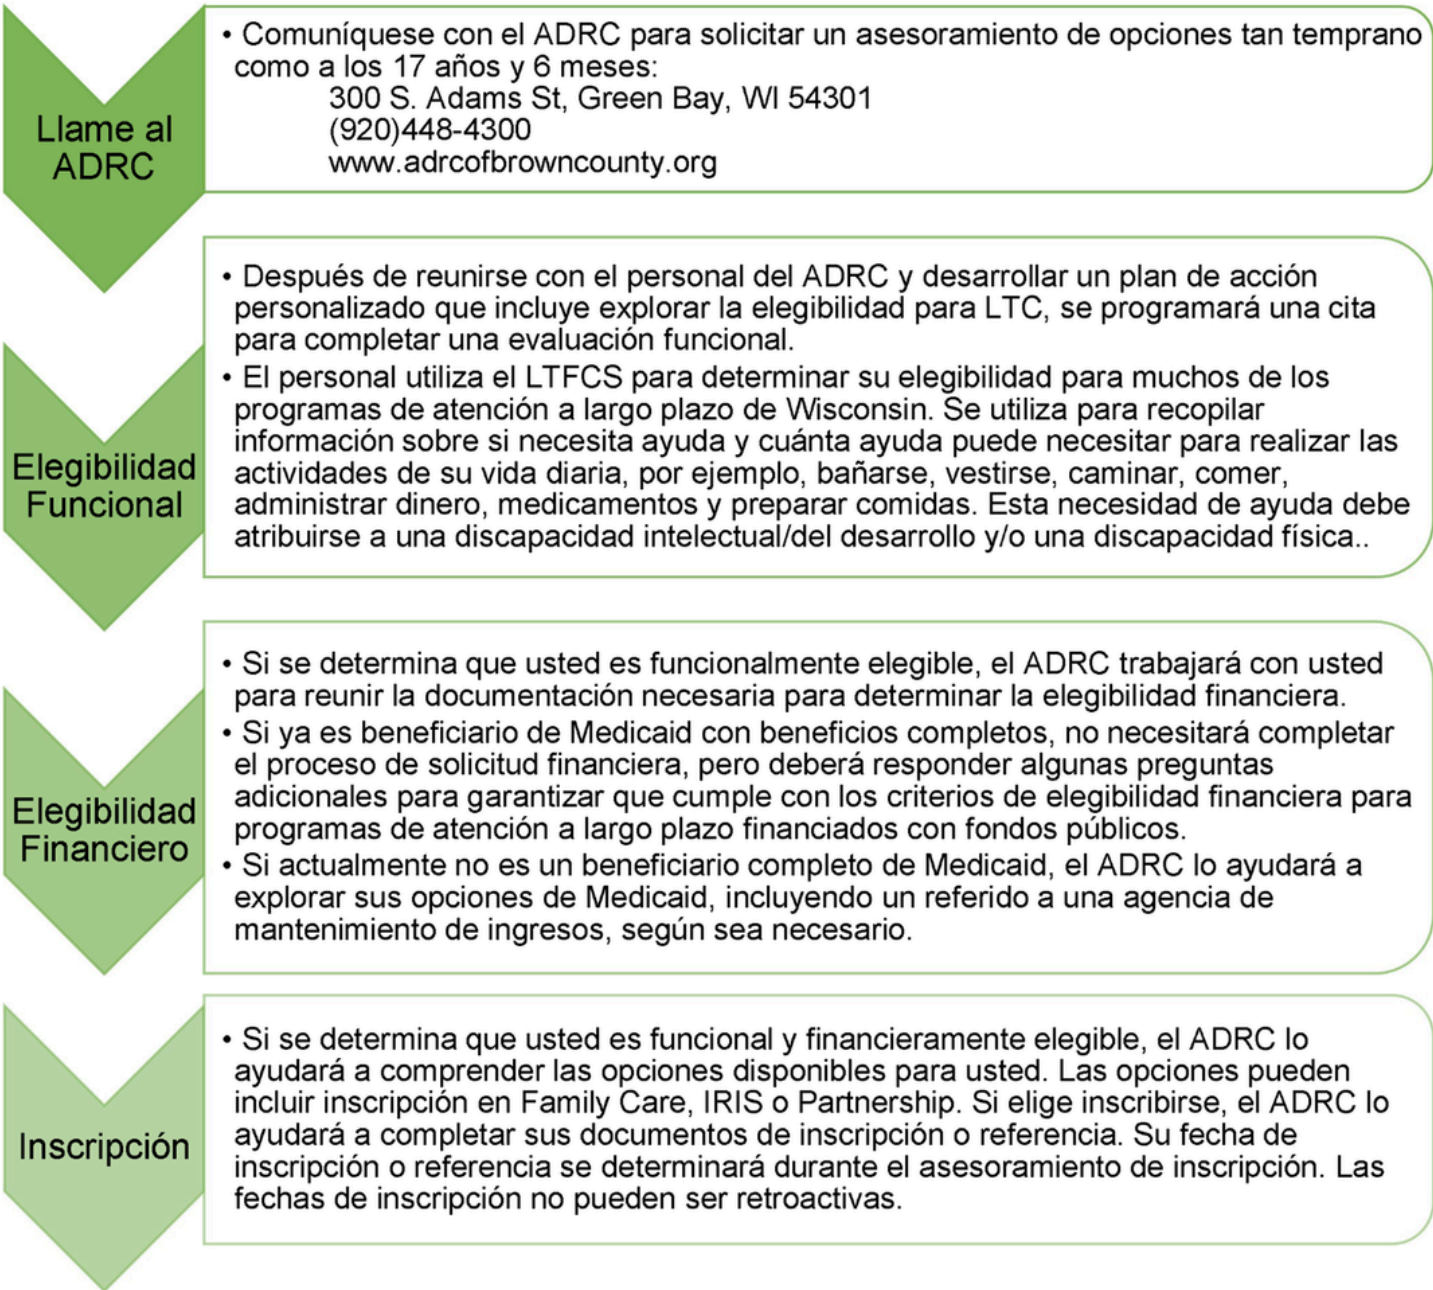 Llame al
ADRC
• Comuníquese con el ADRC para solicitar un asesoramiento de opciones tan temprano
como a los 17 años y 6 meses:
300 S. Adams St, Green Bay, WI 54301
(920)448-4300
www.adrcofbrowncounty.org
Elegibilidad
Funcional
• Después de reunirse con el personal del ADRC y desarrollar un plan de acción
personalizado que incluye explorar la elegibilidad para LTC, se programará una cita
para completar una evaluación funcional.
• El personal utiliza el LTFCS para determinar su elegibilidad para muchos de los
programas de atención a largo plazo de Wisconsin. Se utiliza para recopilar
información sobre si necesita ayuda y cuánta ayuda puede necesitar para realizar las
actividades de su vida diaria, por ejemplo, bañarse, vestirse, caminar, comer,
administrar dinero, medicamentos y preparar comidas. Esta necesidad de ayuda debe
atribuirse a una discapacidad intelectual/del desarrollo y/o una discapacidad física..
Elegibilidad
Financiero
• Si se determina que usted es funcionalmente elegible, el ADRC trabajará con usted
para reunir la documentación necesaria para determinar la elegibilidad financiera.
• Si ya es beneficiario de Medicaid con beneficios completos, no necesitará completar
el proceso de solicitud financiera, pero deberá responder algunas preguntas
adicionales para garantizar que cumple con los criterios de elegibilidad financiera para
programas de atención a largo plazo financiados con fondos públicos.
• Si actualmente no es un beneficiario completo de Medicaid, el ADRC lo ayudará a
explorar sus opciones de Medicaid, incluyendo un referido a una agencia de
mantenimiento de ingresos, según sea necesario.
Inscripción
• Si se determina que usted es funcional y financieramente elegible, el ADRC lo
ayudará a comprender las opciones disponibles para usted. Las opciones pueden
incluir inscripción en Family Care, IRIS o Partnership. Si elige inscribirse, el ADRC lo
ayudará a completar sus documentos de inscripción o referencia. Su fecha de
inscripción o referencia se determinará durante el asesoramiento de inscripción. Las
fechas de inscripción no pueden ser retroactivas.